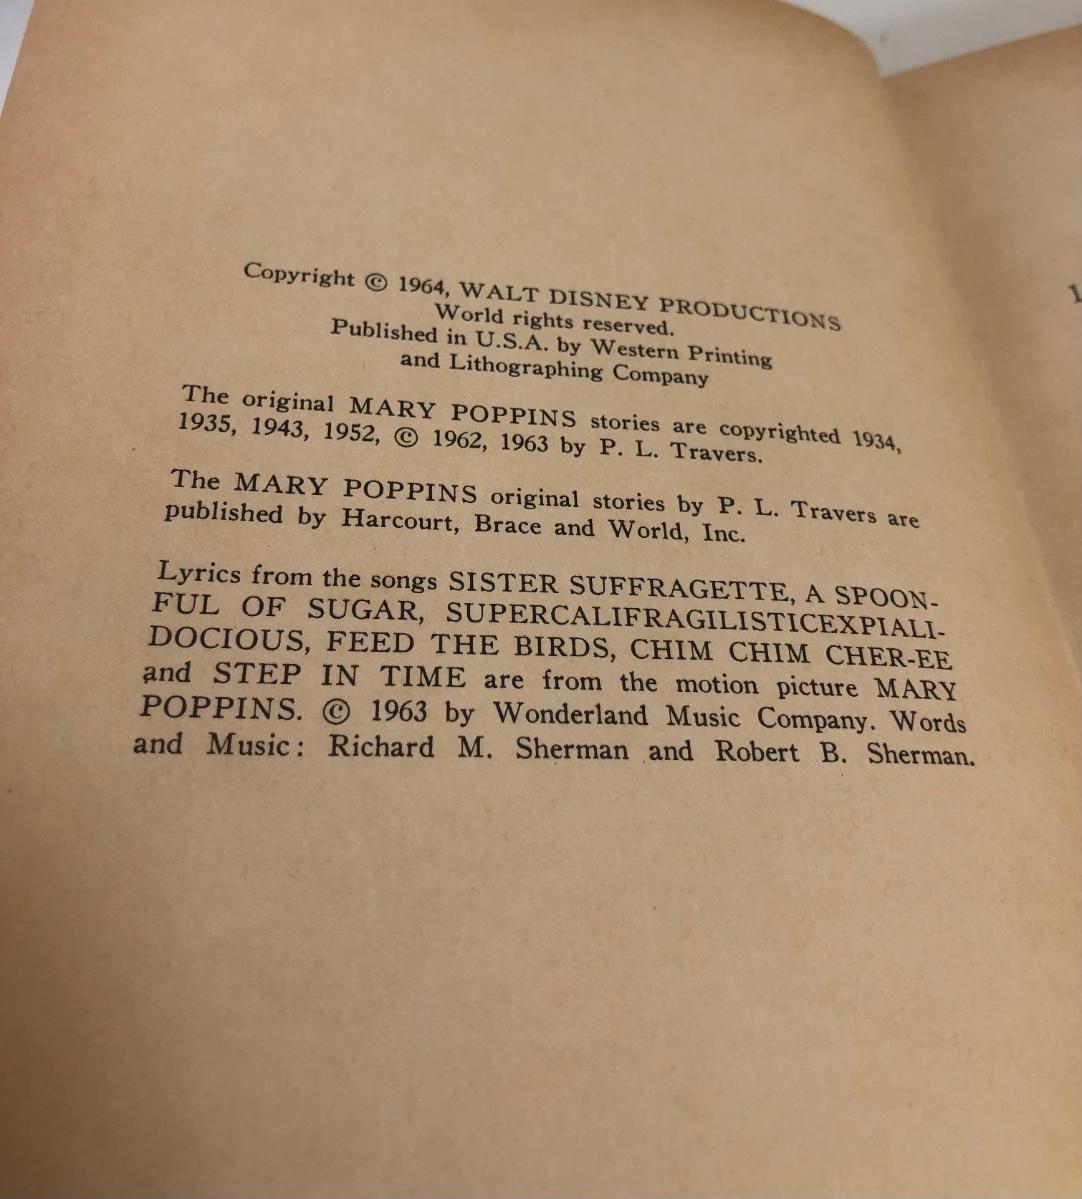 Copyright © 1964, WALT DISNEY PRODUCTIONS
World rights reserved.
Published in U.S.A. by Western Printing
and Lithographing Company
The original MARY POPPINS stories are copyrighted 1934,
1935, 1943, 1952, © 1962, 1963 by P. L. Travers.
The MARY POPPINS original stories by P. L. Travers are
published by Harcourt, Brace and World, Inc.
Lyrics from the songs SISTER SUFFRAGETTE, A SPOON-
FUL OF SUGAR, SUPERCALIFRAGILISTICEXPIALI-
DOCIOUS, FEED THE BIRDS, CHIM CHIM CHER-EE
and STEP IN TIME are from the motion picture MARY
POPPINS. © 1963 by Wonderland Music Company. Words
and Music: Richard M. Sherman and Robert B. Sherman.